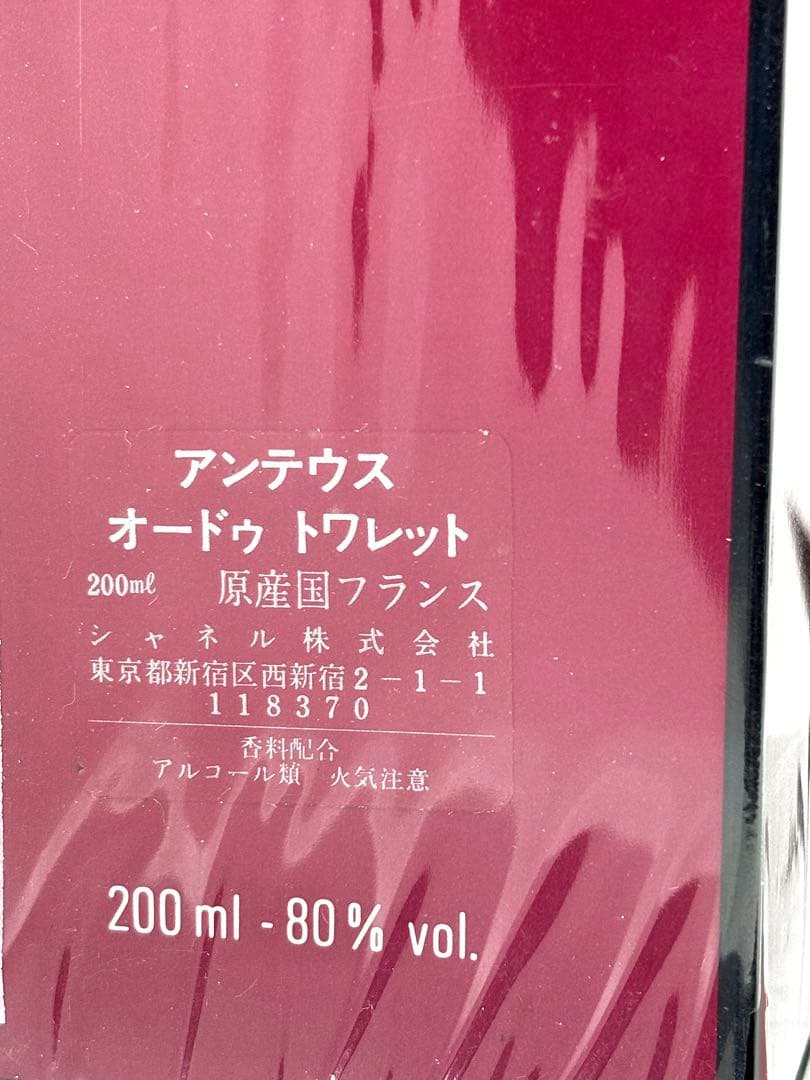 アンテウス
オードゥ トワレット
200mℓ 原産国フランス
シャネル株式会社
東京都新宿区西新宿2−1−1
118370
香料配合
アルコール類 火気注意
200 ml - 80% vol.